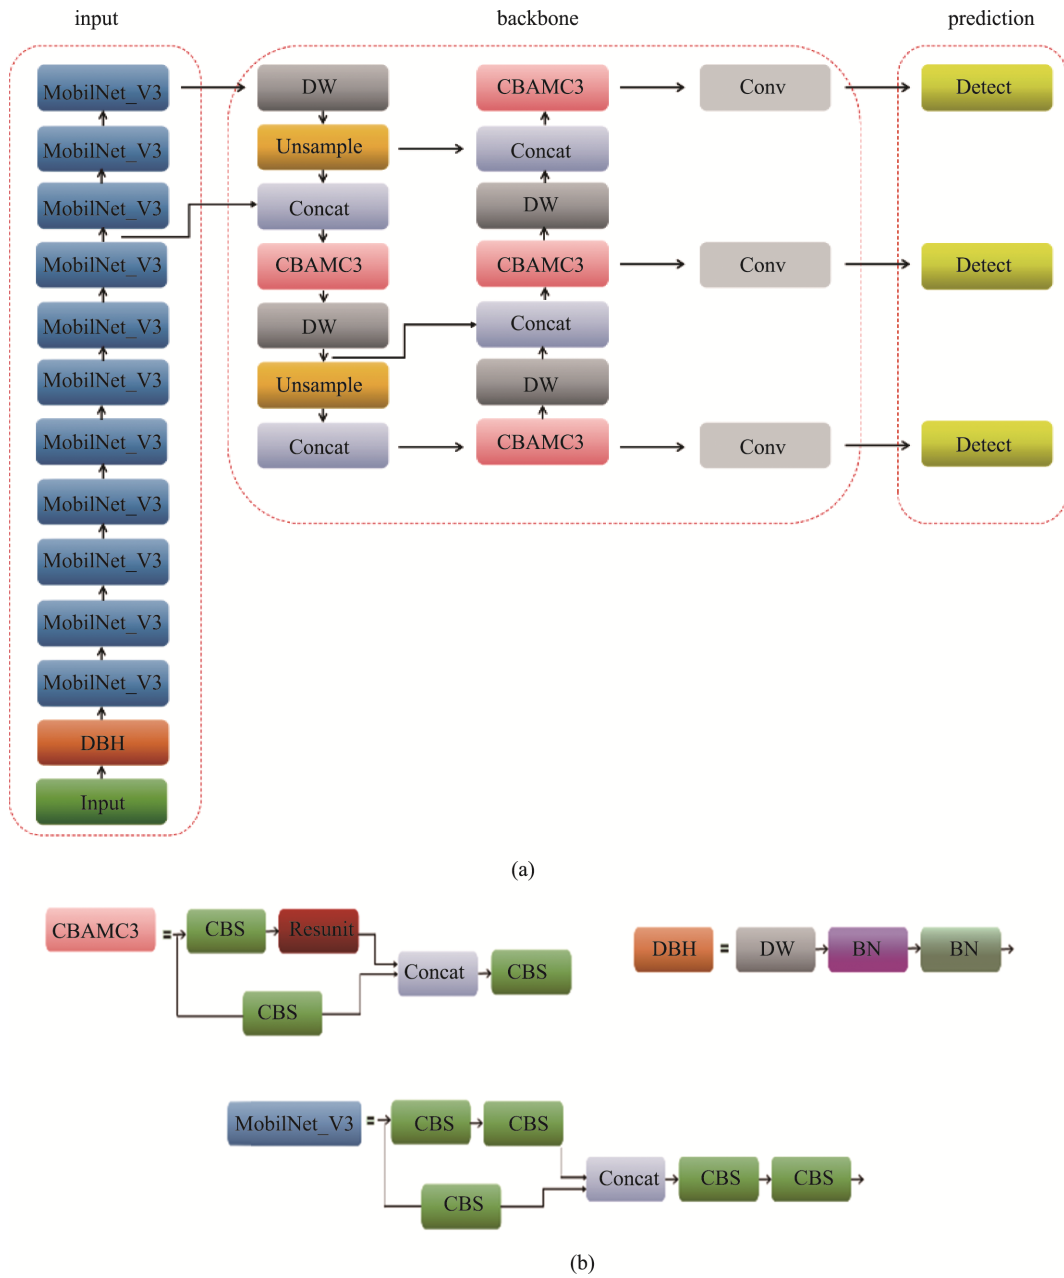 input
backbone
prediction
MobilNet_V3
MobilNet_V3
MobilNet_V3
MobilNet_V3
MobilNet_V3
MobilNet_V3
MobilNet_V3
MobilNet_V3
MobilNet_V3
MobilNet_V3
MobilNet_V3
DBH
Input
DW
Unsample
Concat
CBAMC3
DW
Unsample
Concat
CBAMC3
Concat
DW
CBAMC3
Concat
DW
CBAMC3
Conv
Conv
Conv
Detect
Detect
Detect
(a)
CBAMC3 = CBS Resunit
Concat CBS
CBS
DBH = DW BN BN
MobilNet_V3 = CBS CBS
Concat CBS CBS
CBS
(b)